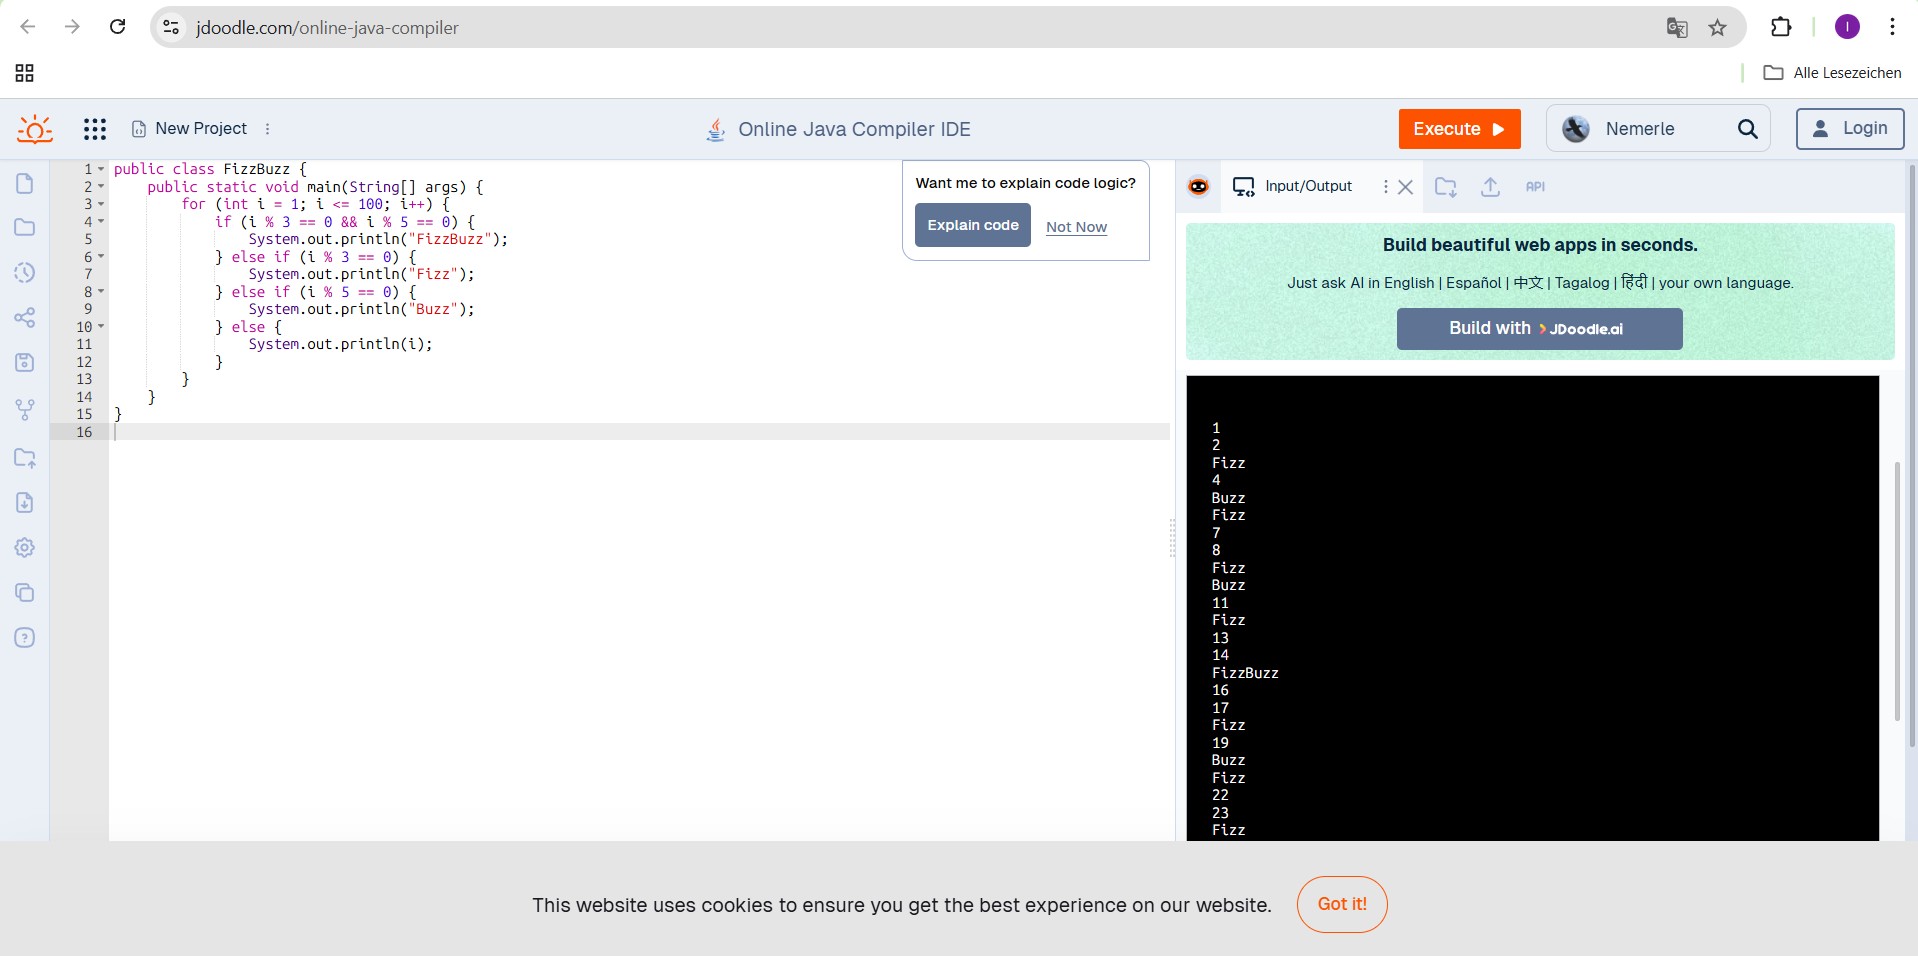 jdoodle.com/online-java-compiler
I
Alle Lesezeichen
New Project
Online Java Compiler IDE
Execute
Nemerle
Login
1 public class FizzBuzz {
2     public static void main(String[] args) {
3         for (int i = 1; i <= 100; i++) {
4             if (i % 3 == 0 && i % 5 == 0) {
5                 System.out.println("FizzBuzz");
6             } else if (i % 3 == 0) {
7                 System.out.println("Fizz");
8             } else if (i % 5 == 0) {
9                 System.out.println("Buzz");
10             } else {
11                 System.out.println(i);
12             }
13         }
14     }
15 }
16
Want me to explain code logic?
Explain code
Not Now
Input/Output
API
Build beautiful web apps in seconds.
Just ask AI in English | Español | 中文 | Tagalog | हिंदी | your own language.
Build with JDoodle.ai
1
2
Fizz
4
Buzz
Fizz
7
8
Fizz
Buzz
11
Fizz
13
14
FizzBuzz
16
17
Fizz
19
Buzz
Fizz
22
23
Fizz
This website uses cookies to ensure you get the best experience on our website.
Got it!